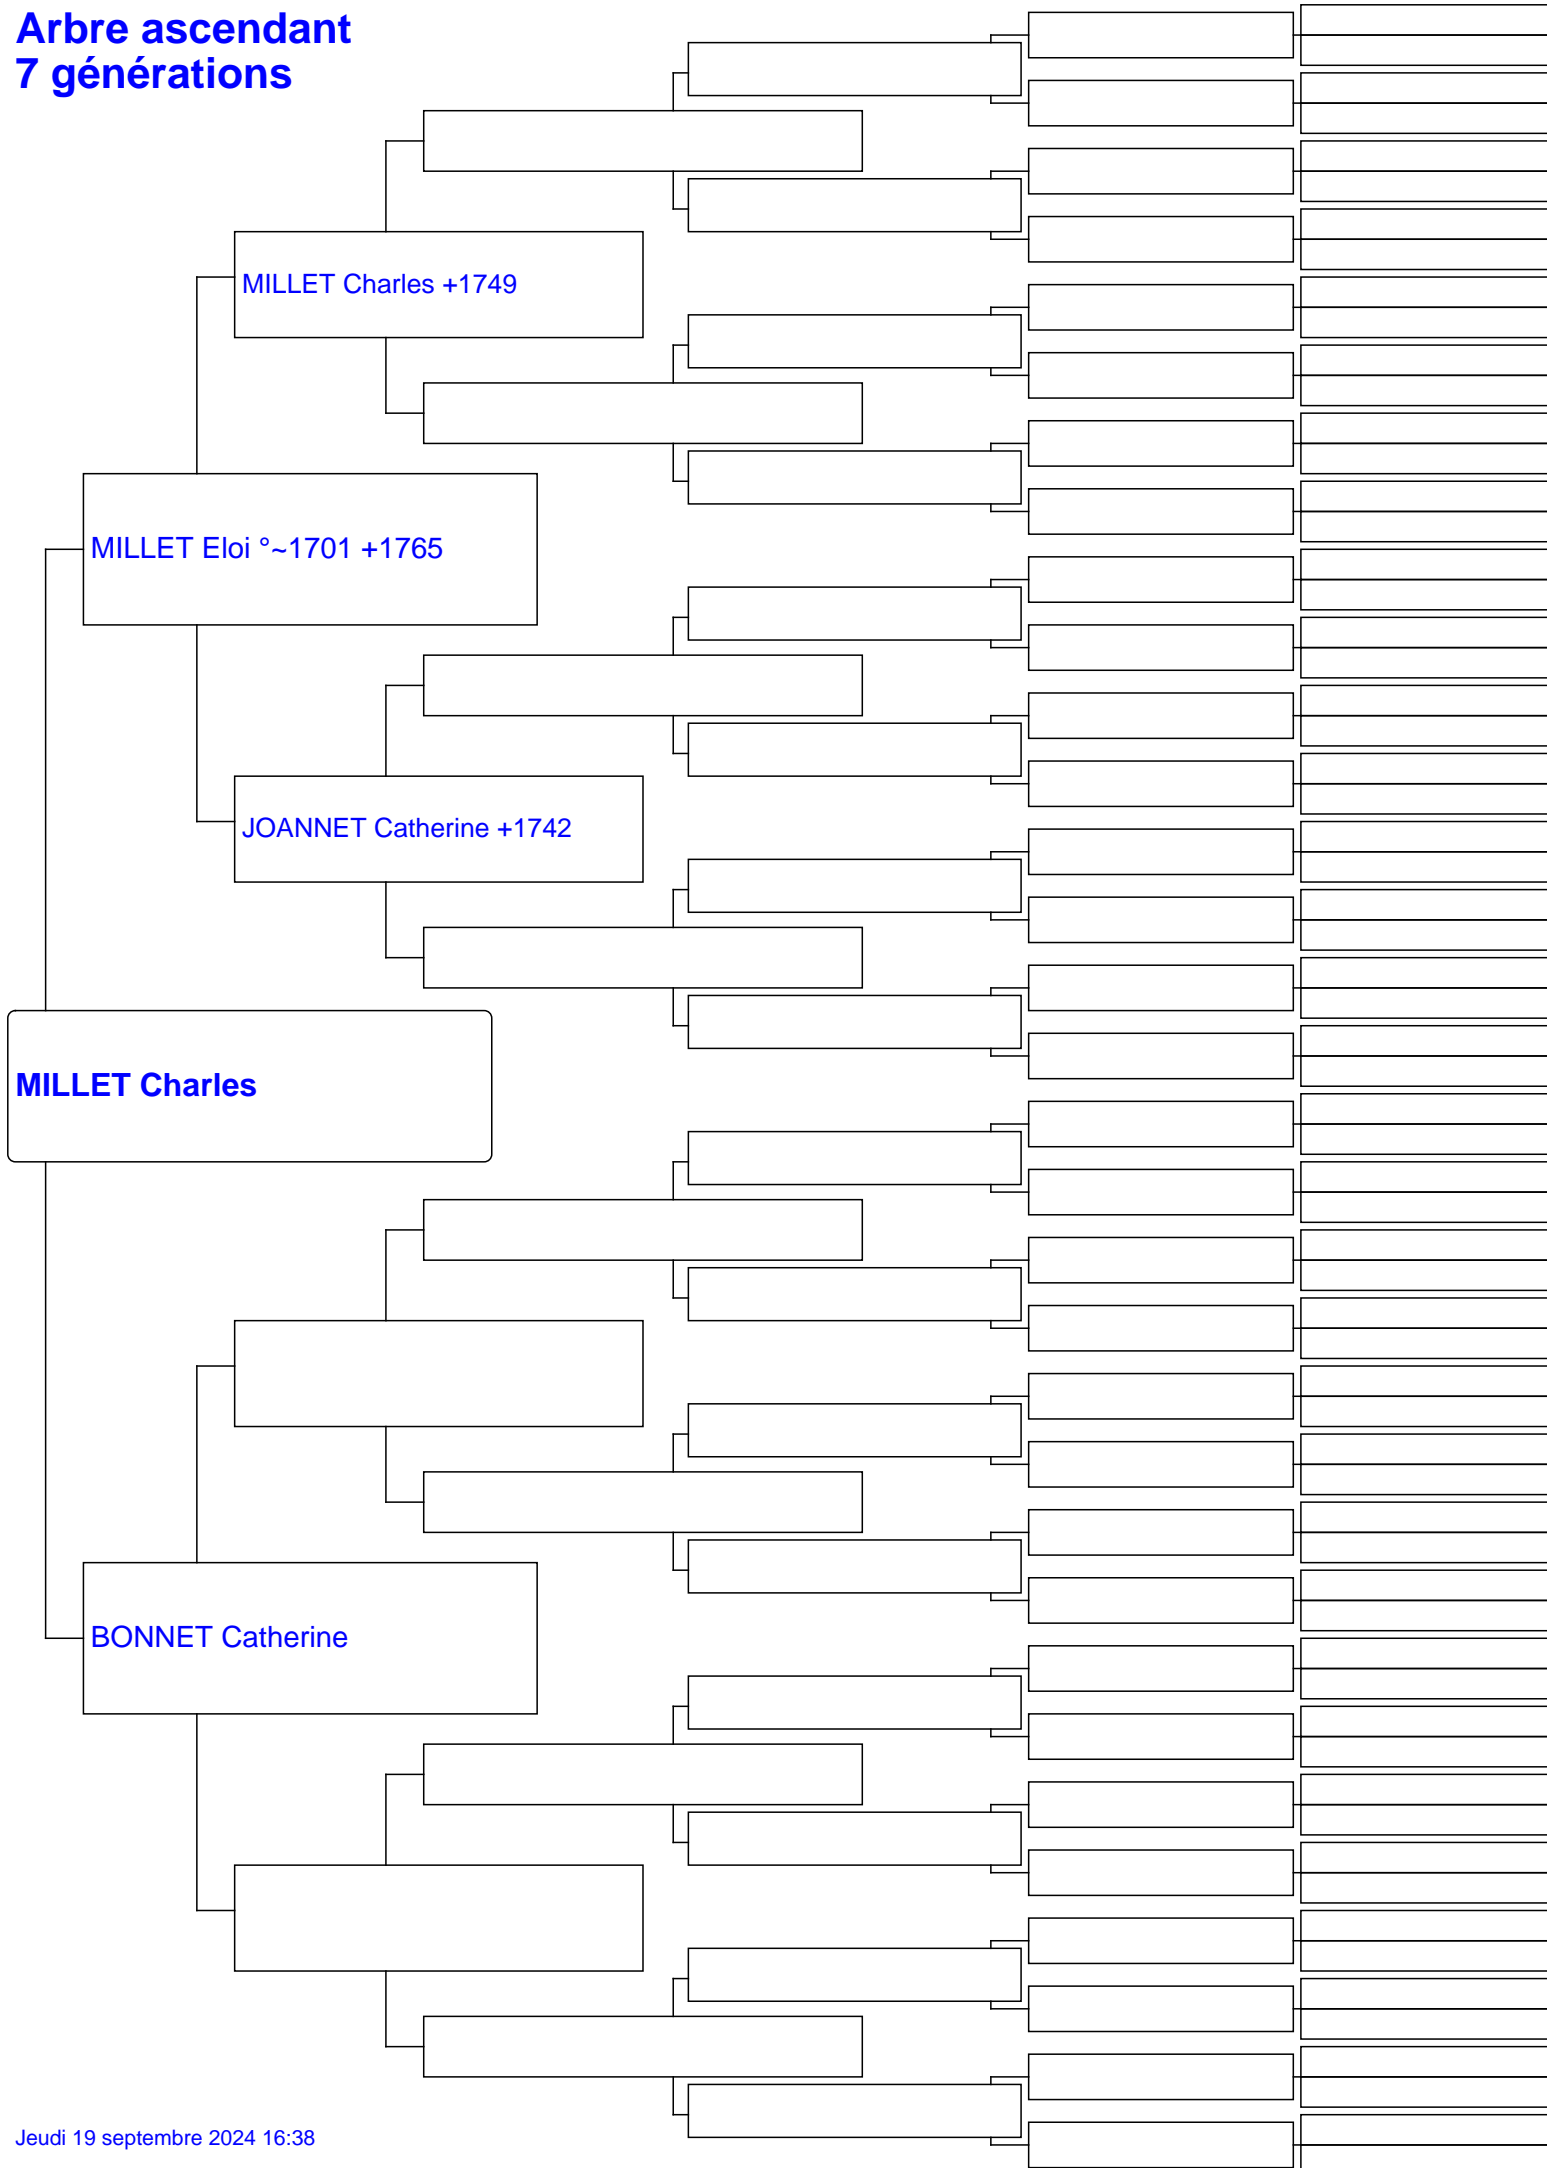 Arbre ascendant
7 générations
MILLET Charles +1749
MILLET Eloi °~1701 +1765
JOANNET Catherine +1742
MILLET Charles
BONNET Catherine
Jeudi 19 septembre 2024 16:38